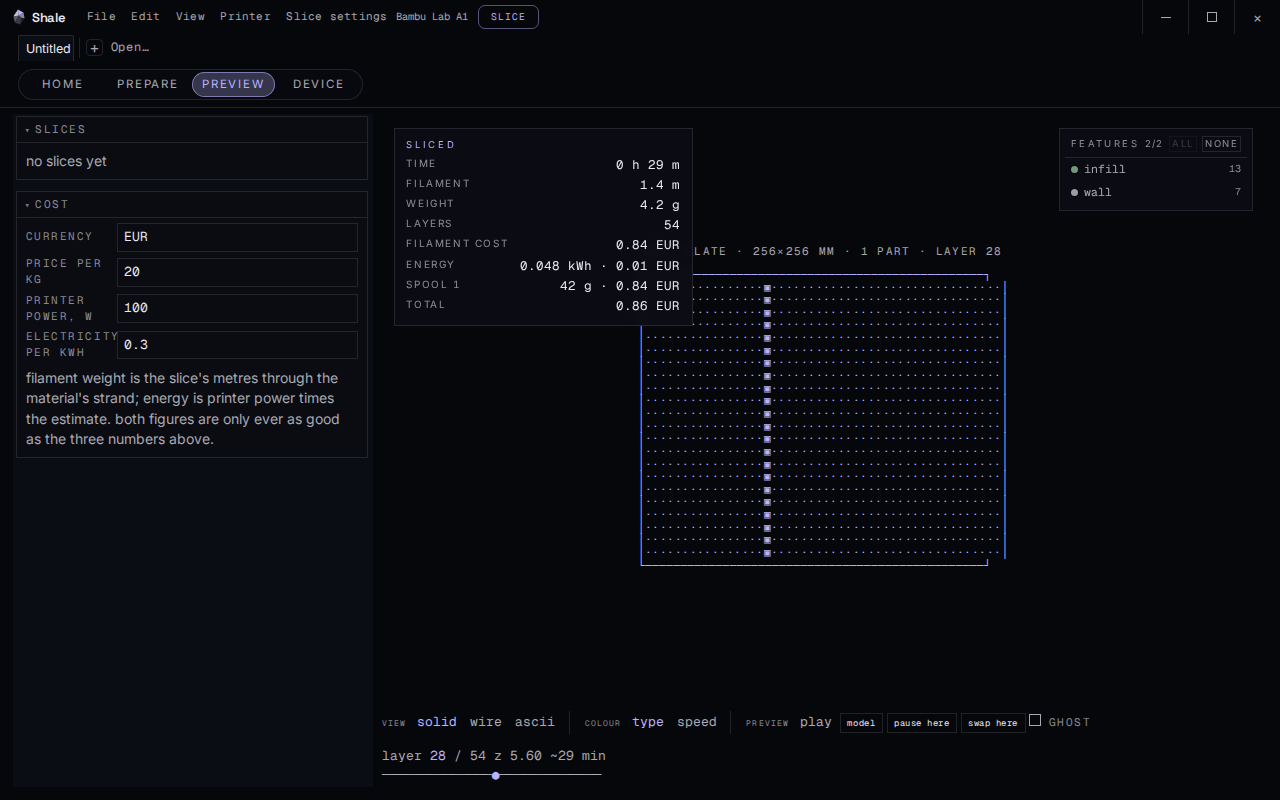 Shale File Edit View Printer Slice settings Bambu Lab A1 SLICE
Untitled + Open…
HOME PREPARE PREVIEW DEVICE
SLICES
no slices yet
COST
CURRENCY EUR
PRICE PER KG 20
PRINTER POWER, W 100
ELECTRICITY PER KWH 0.3
filament weight is the slice's metres through the
material's strand; energy is printer power times
the estimate. both figures are only ever as good
as the three numbers above.
SLICED
TIME 0 h 29 m
FILAMENT 1.4 m
WEIGHT 4.2 g
LAYERS 54
FILAMENT COST 0.84 EUR
ENERGY 0.048 kWh · 0.01 EUR
SPOOL 1 42 g · 0.84 EUR
TOTAL 0.86 EUR
LATE · 256×256 MM · 1 PART · LAYER 28
FEATURES 2/2 ALL NONE
infill 13
wall 7
VIEW solid wire ascii COLOUR type speed PREVIEW play model pause here swap here GHOST
layer 28 / 54 z 5.60 ~29 min